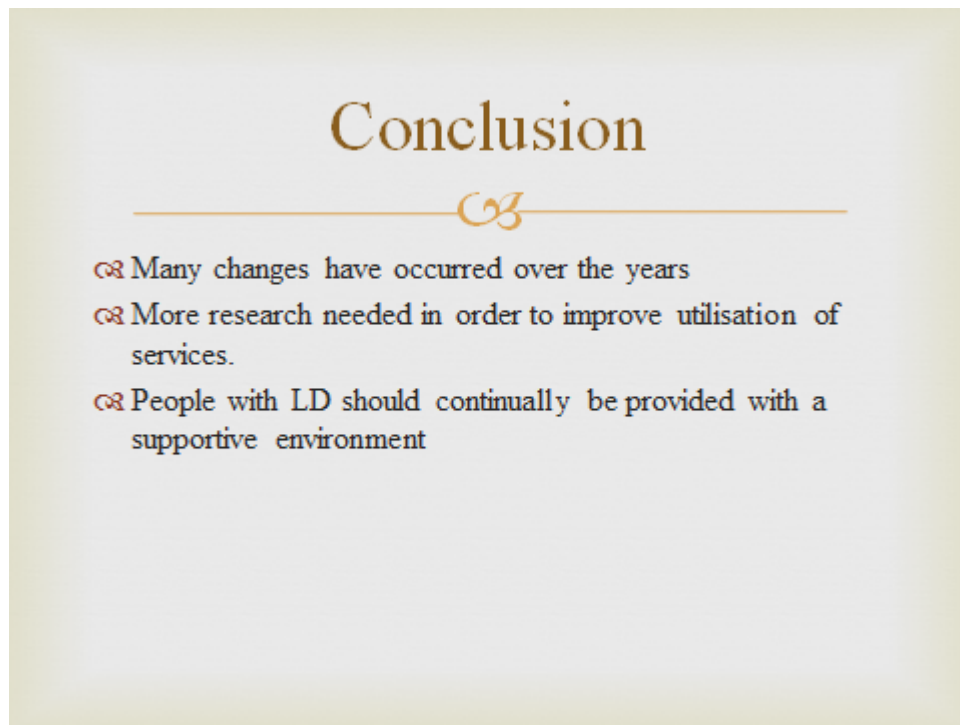 Conclusion
Many changes have occurred over the years
More research needed in order to improve utilisation of
services.
People with LD should continually be provided with a
supportive environment